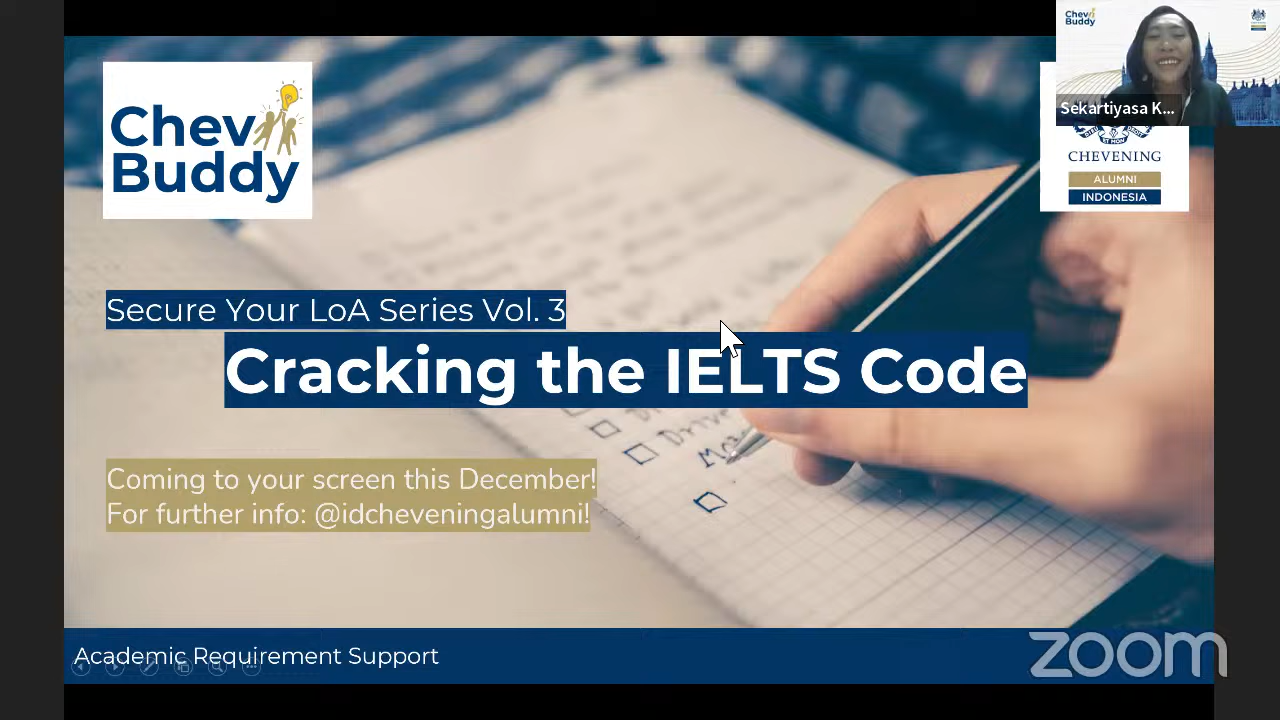 Chev
Buddy
Chev
Buddy
Sekartiyasa K...
CHEVENING
ALUMNI
INDONESIA
Secure Your LoA Series Vol. 3
Cracking the IELTS Code
Coming to your screen this December!
For further info: @idcheveningalumni!
Academic Requirement Support
zoom